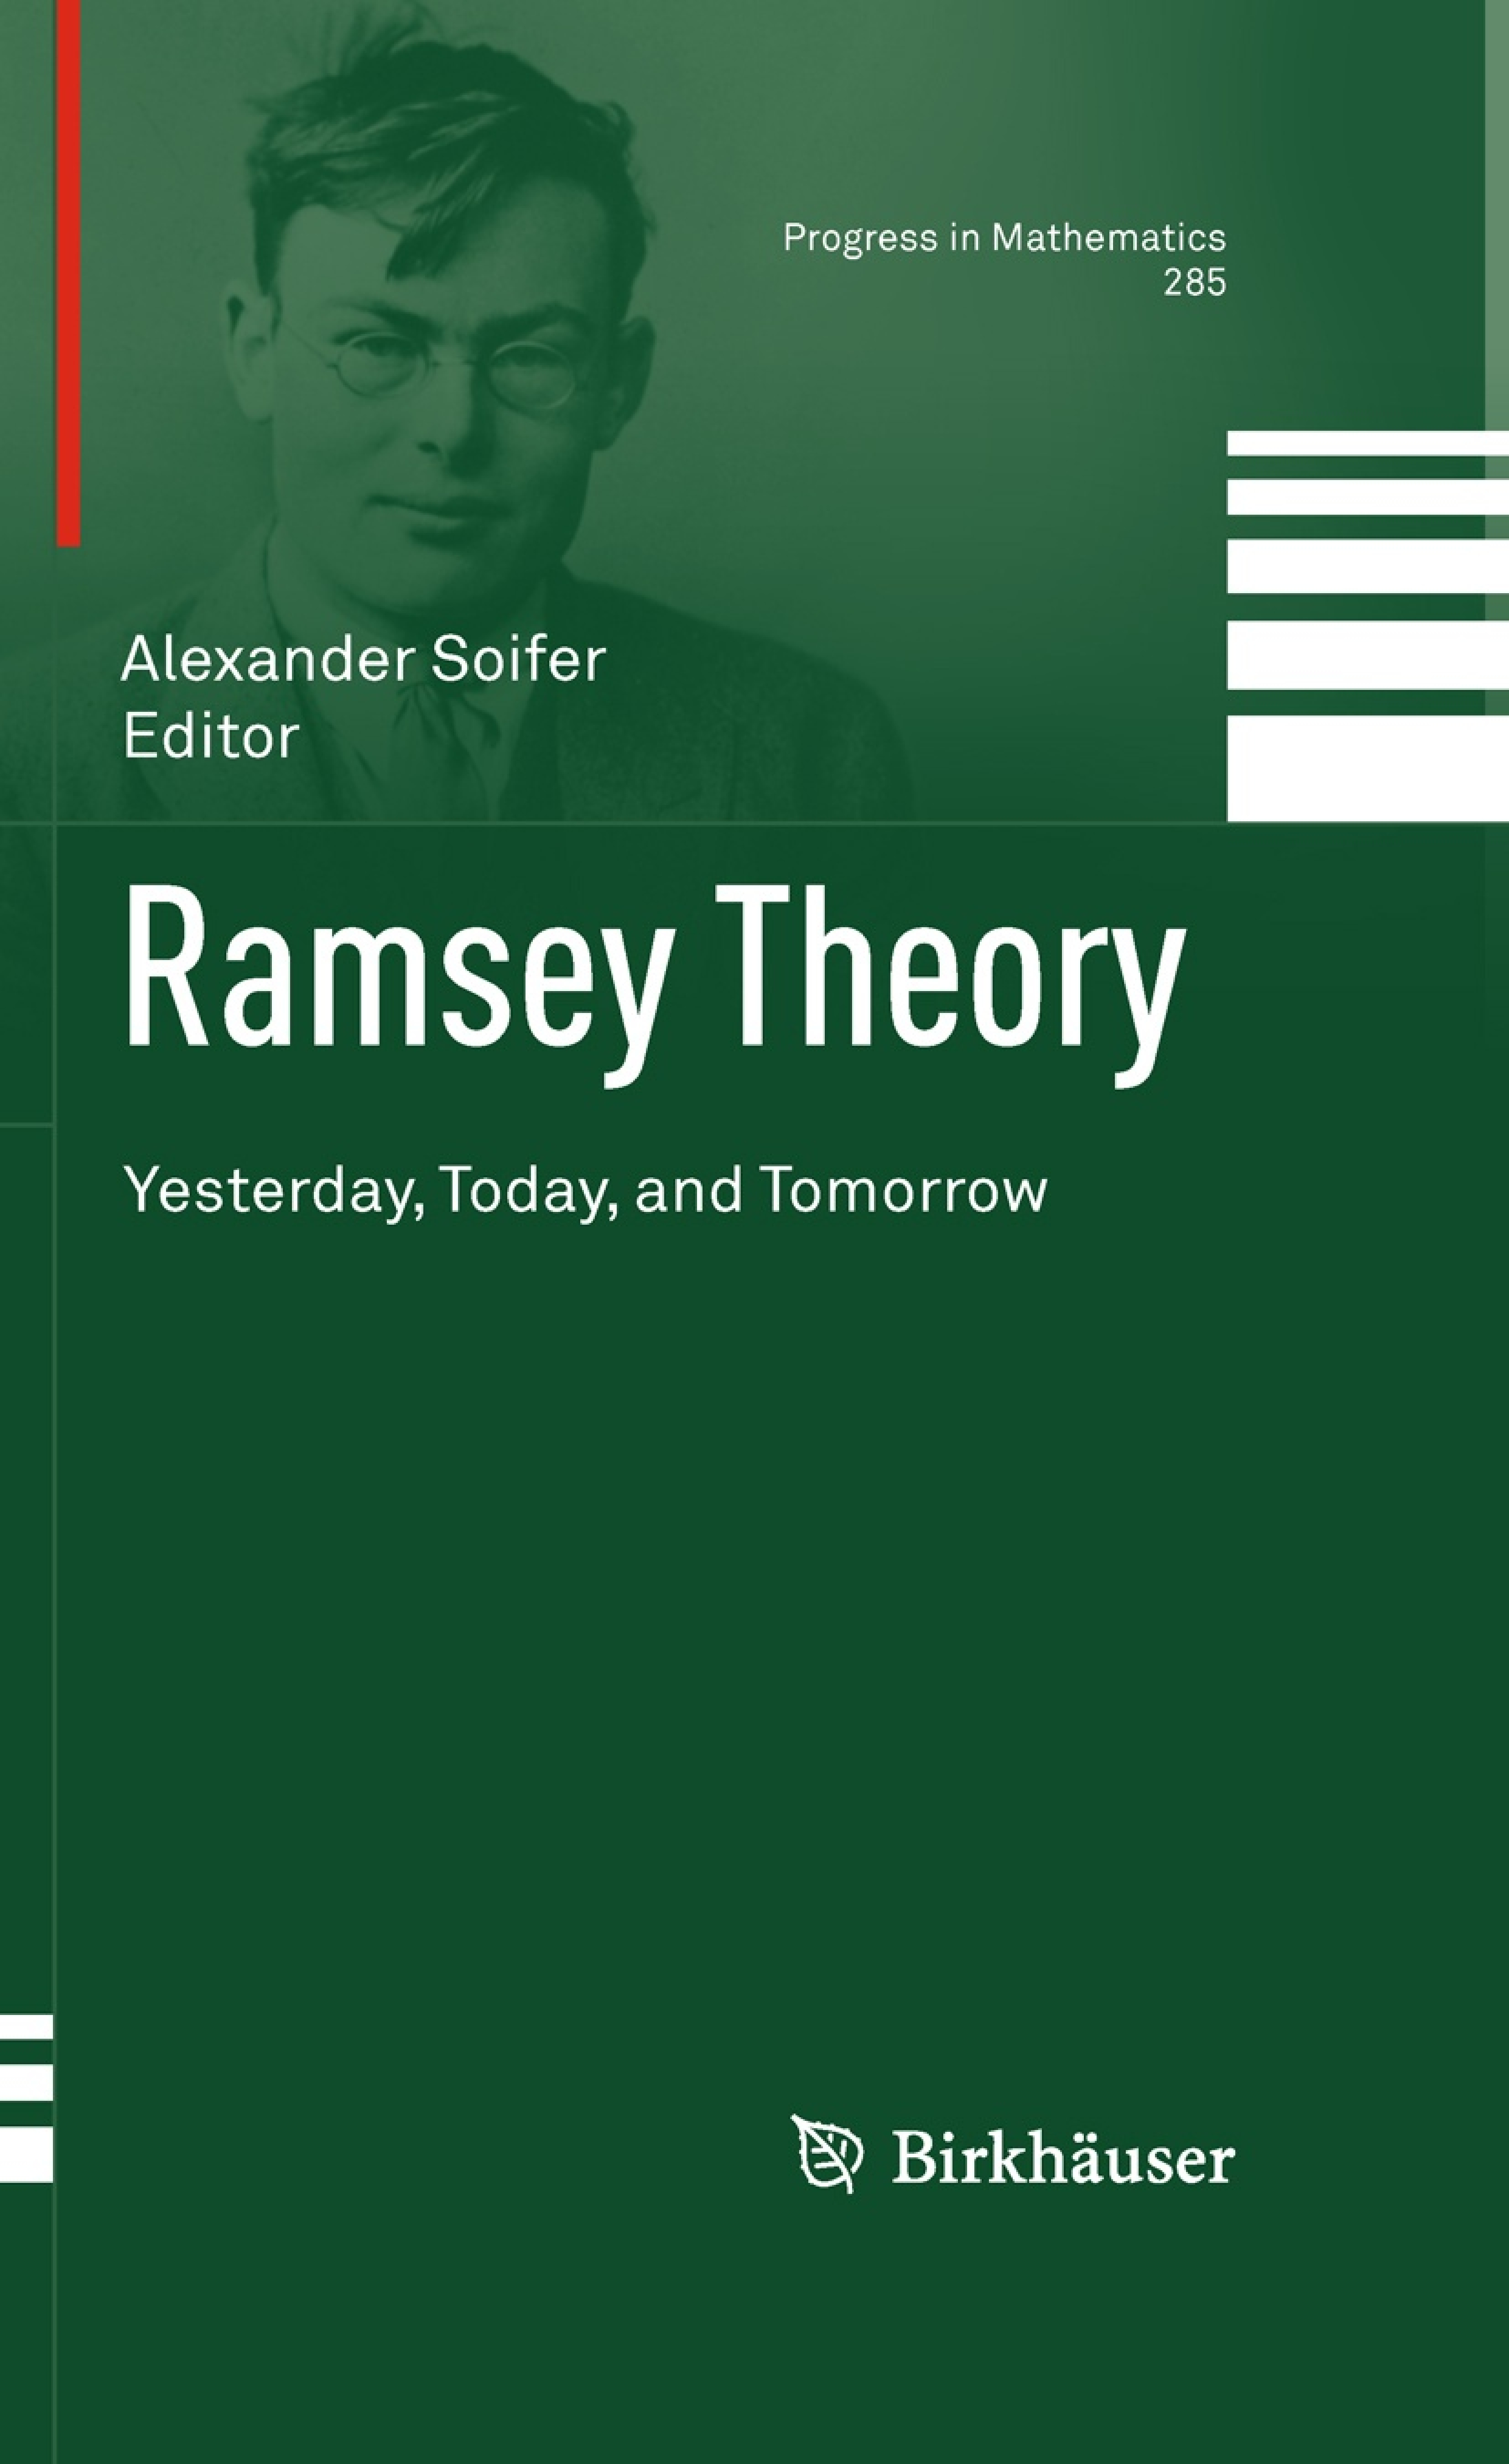 Progress in Mathematics
285
Alexander Soifer
Editor
Ramsey Theory
Yesterday, Today, and Tomorrow
Birkhäuser